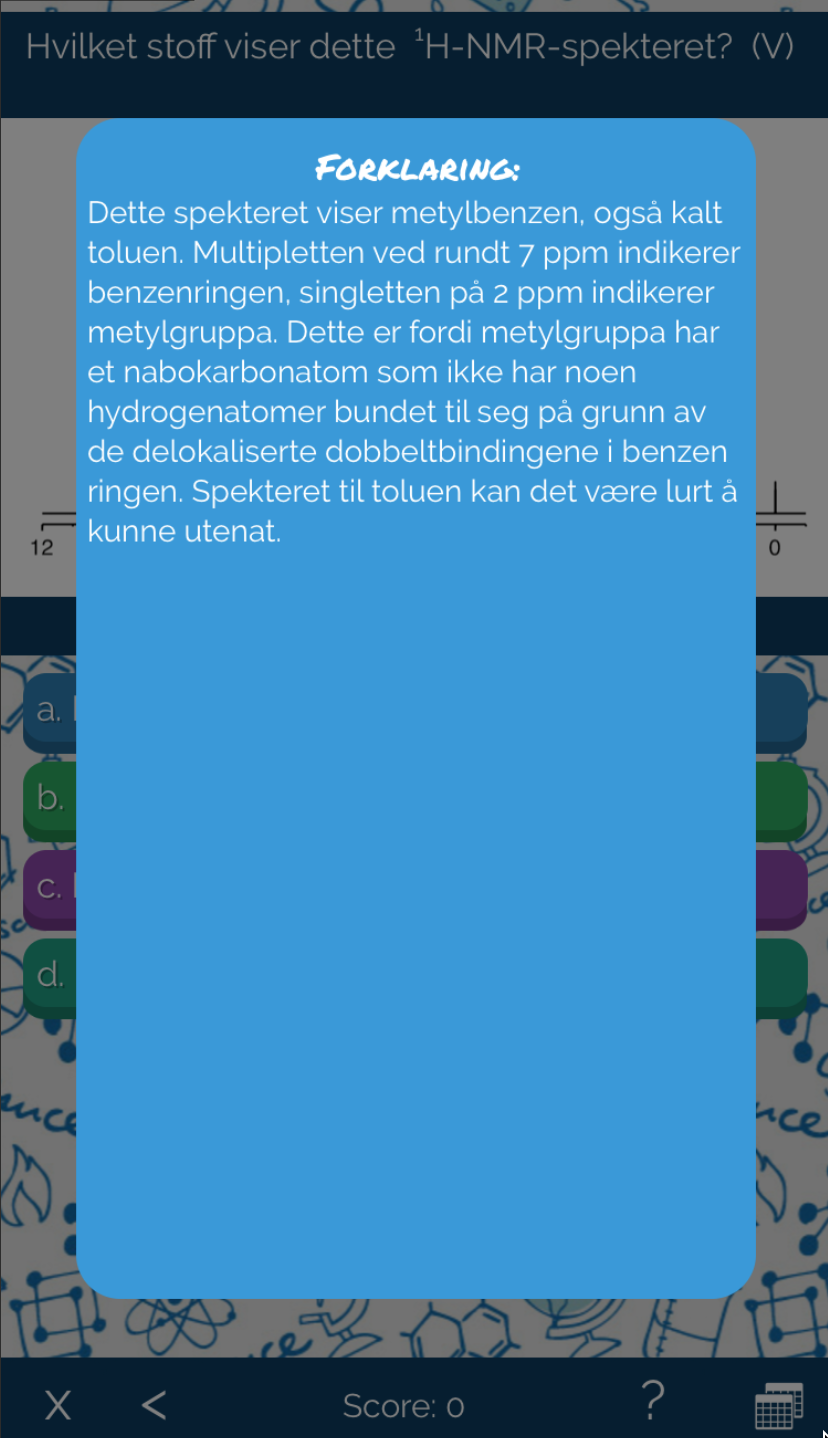 Hvilket stoff viser dette ¹H-NMR-spekteret? (V)
Forklaring:
Dette spekteret viser metylbenzen, også kalt
toluen. Multipletten ved rundt 7 ppm indikerer
benzenringen, singletten på 2 ppm indikerer
metylgruppa. Dette er fordi metylgruppa har
et nabokarbonatom som ikke har noen
hydrogenatomer bundet til seg på grunn av
de delokaliserte dobbeltbindingene i benzen
ringen. Spekteret til toluen kan det være lurt å
kunne utenat.
12 0
a.
b.
c.
d.
X < Score: 0 ?